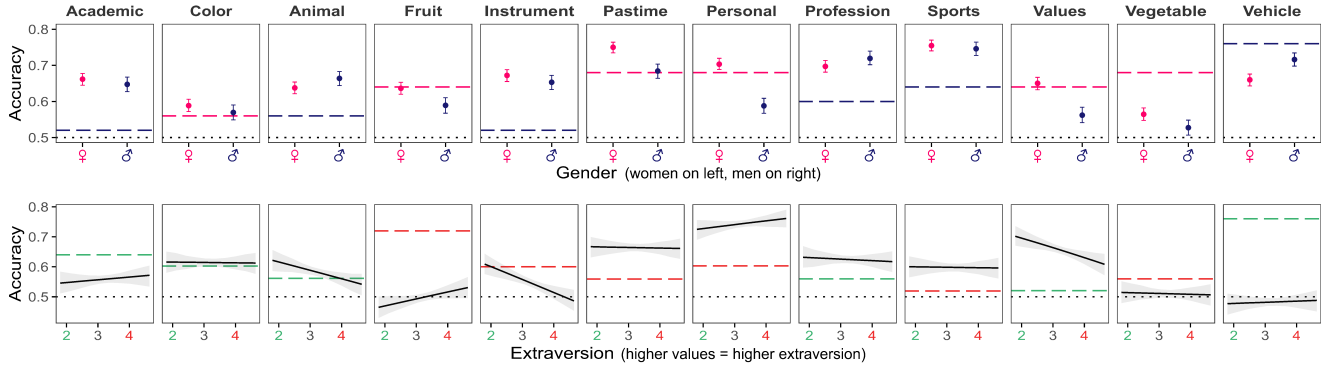 Academic Color Animal Fruit Instrument Pastime Personal Profession Sports Values Vegetable Vehicle
Accuracy
0.8
0.7
0.6
0.5
♀ ♂ ♀ ♂ ♀ ♂ ♀ ♂ ♀ ♂ ♀ ♂ ♀ ♂ ♀ ♂ ♀ ♂ ♀ ♂ ♀ ♂ ♀ ♂
Gender (women on left, men on right)
Accuracy
0.8
0.7
0.6
0.5
2 3 4 2 3 4 2 3 4 2 3 4 2 3 4 2 3 4 2 3 4 2 3 4 2 3 4 2 3 4 2 3 4 2 3 4
Extraversion (higher values = higher extraversion)